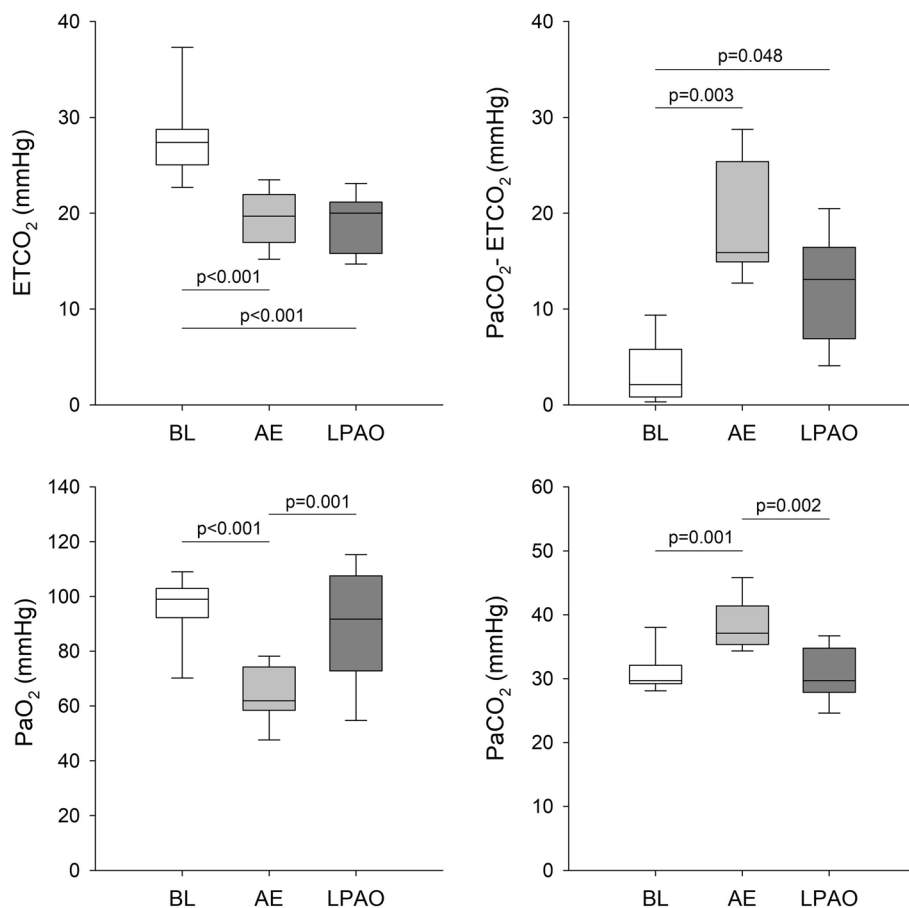 ETCO₂ (mmHg)
40
30
20
10
0
p<0.001
p<0.001
BL AE LPAO
PaCO₂- ETCO₂ (mmHg)
40
30
20
10
0
p=0.048
p=0.003
BL AE LPAO
PaO₂ (mmHg)
140
120
100
80
60
40
20
0
p=0.001
p<0.001
BL AE LPAO
PaCO₂ (mmHg)
60
50
40
30
20
10
0
p=0.002
p=0.001
BL AE LPAO